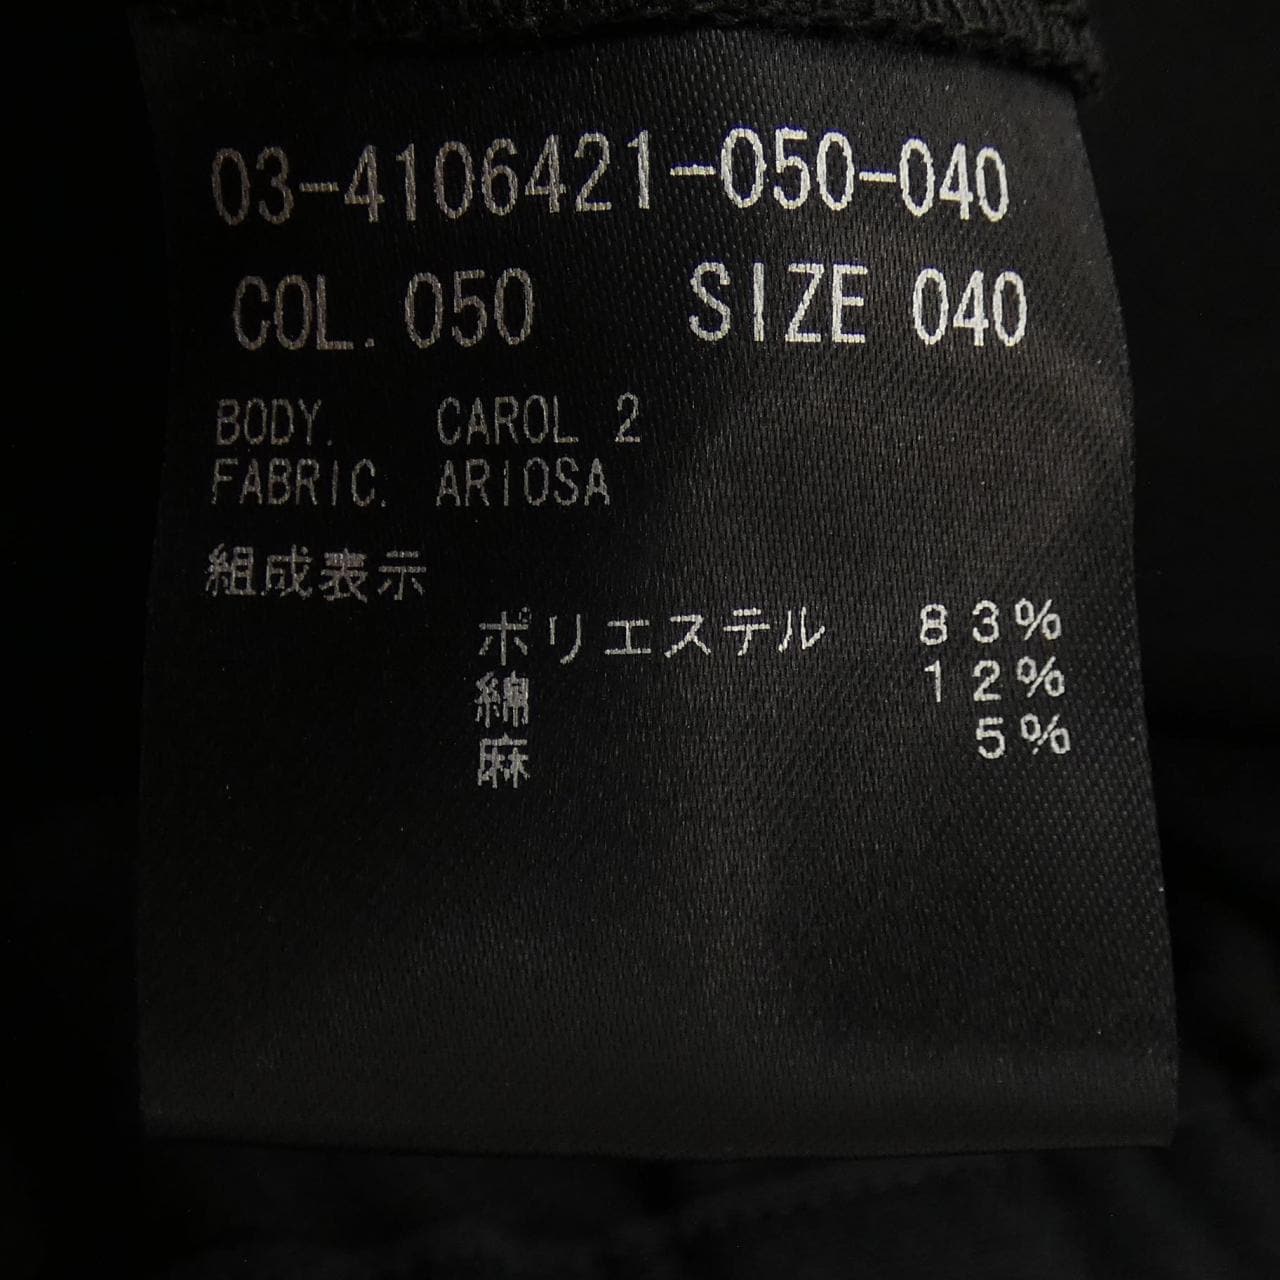 03-4106421-050-040
COL. 050 SIZE 040
BODY. CAROL 2
FABRIC. ARIOSA
組成表示
ポリエステル 83%
綿 12%
麻 5%